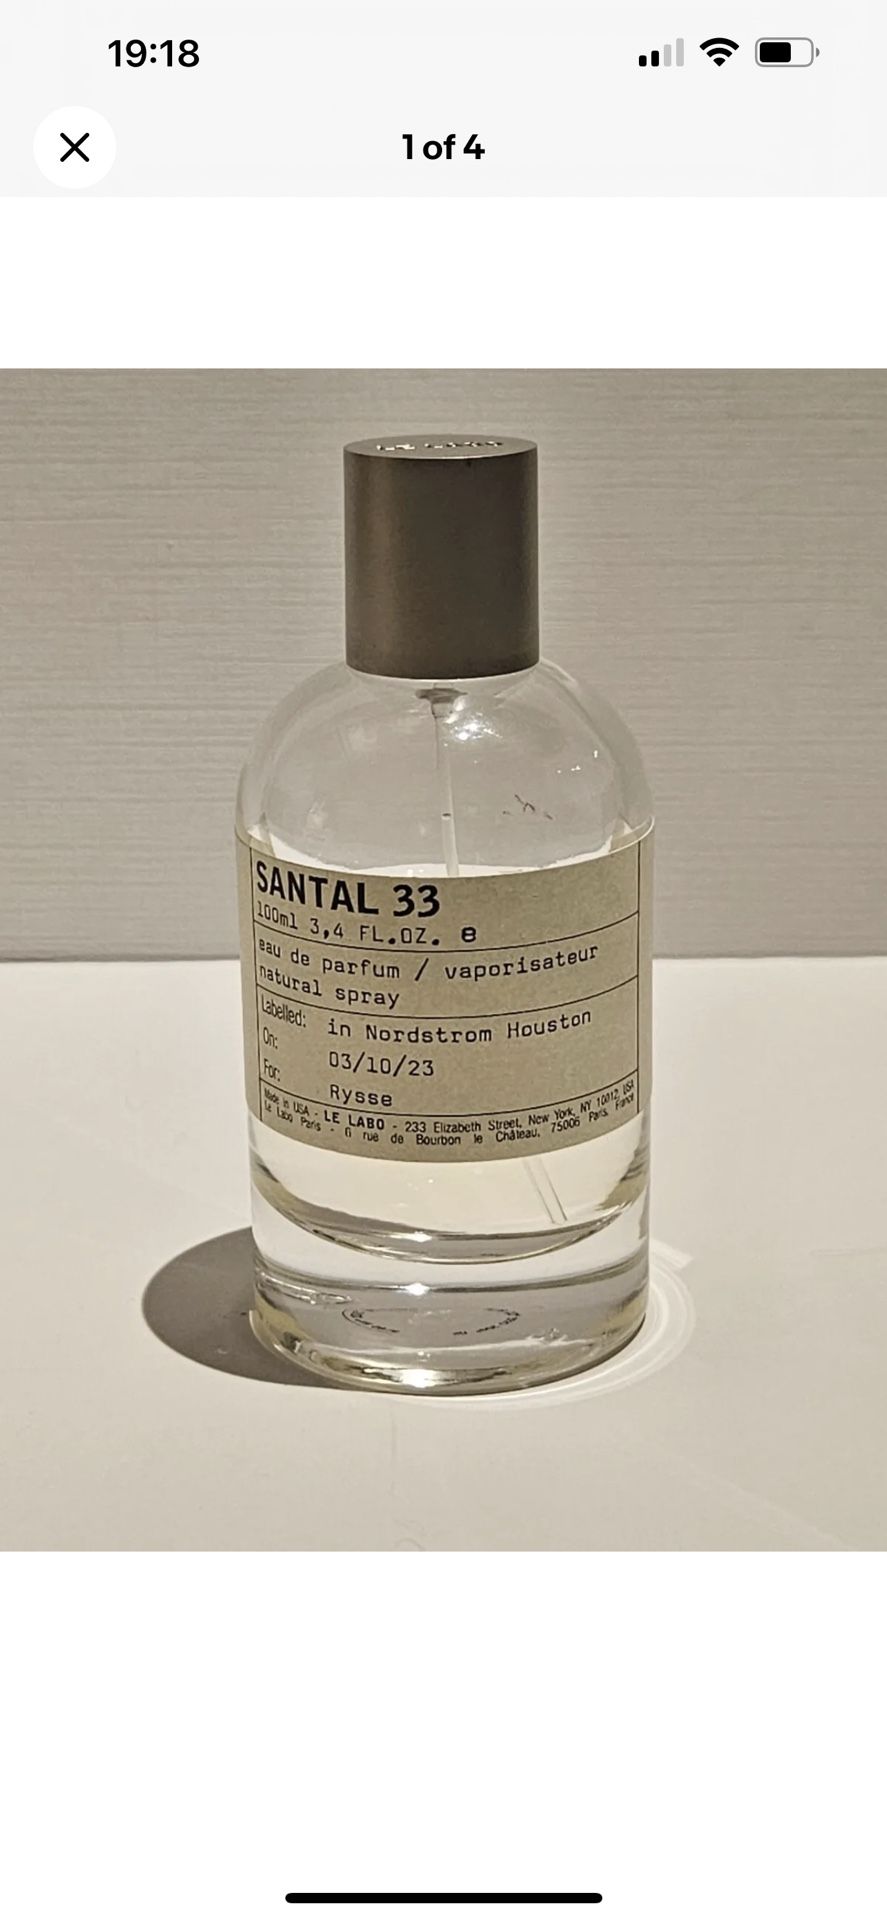 19:18
1 of 4
SANTAL 33
100ml 3,4 FL.OZ. e
eau de parfum / vaporisateur
natural spray
Labelled: in Nordstrom Houston
On: 03/10/23
For: Rysse
Made in USA - LE LABO - 233 Elizabeth Street, New York, NY 10012, USA
Le Labo Paris - 6 rue de Bourbon le Château, 75006 Paris, France